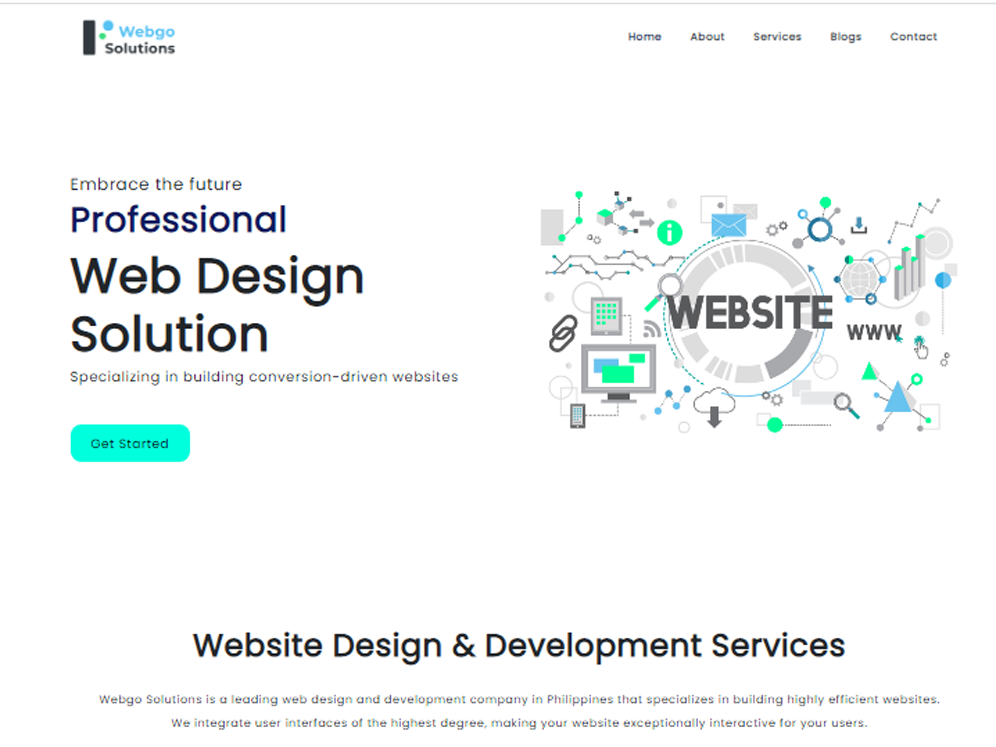 Webgo
Solutions
Home About Services Blogs Contact
Embrace the future
Professional
Web Design
Solution
Specializing in building conversion-driven websites
Get Started
i
WEBSITE
WWW
Website Design & Development Services
Webgo Solutions is a leading web design and development company in Philippines that specializes in building highly efficient websites.
We integrate user interfaces of the highest degree, making your website exceptionally interactive for your users.